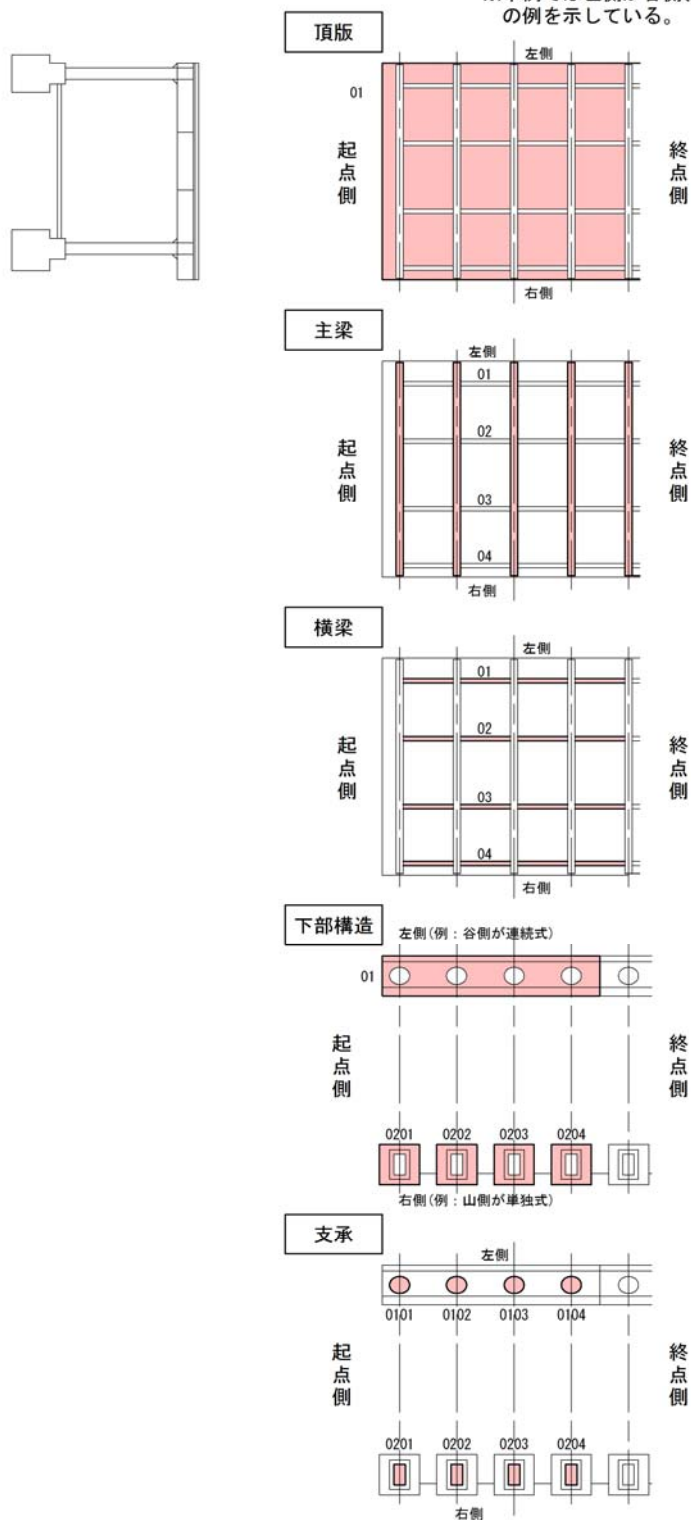 の例を示している。
頂版
左側
01
起点側
終点側
右側
主梁
左側
01
02
起点側
終点側
03
04
右側
横梁
左側
01
02
起点側
終点側
03
04
右側
下部構造
左側(例：谷側が連続式)
01
起点側
終点側
0201 0202 0203 0204
右側(例：山側が単独式)
支承
左側
0101 0102 0103 0104
起点側
終点側
0201 0202 0203 0204
右側